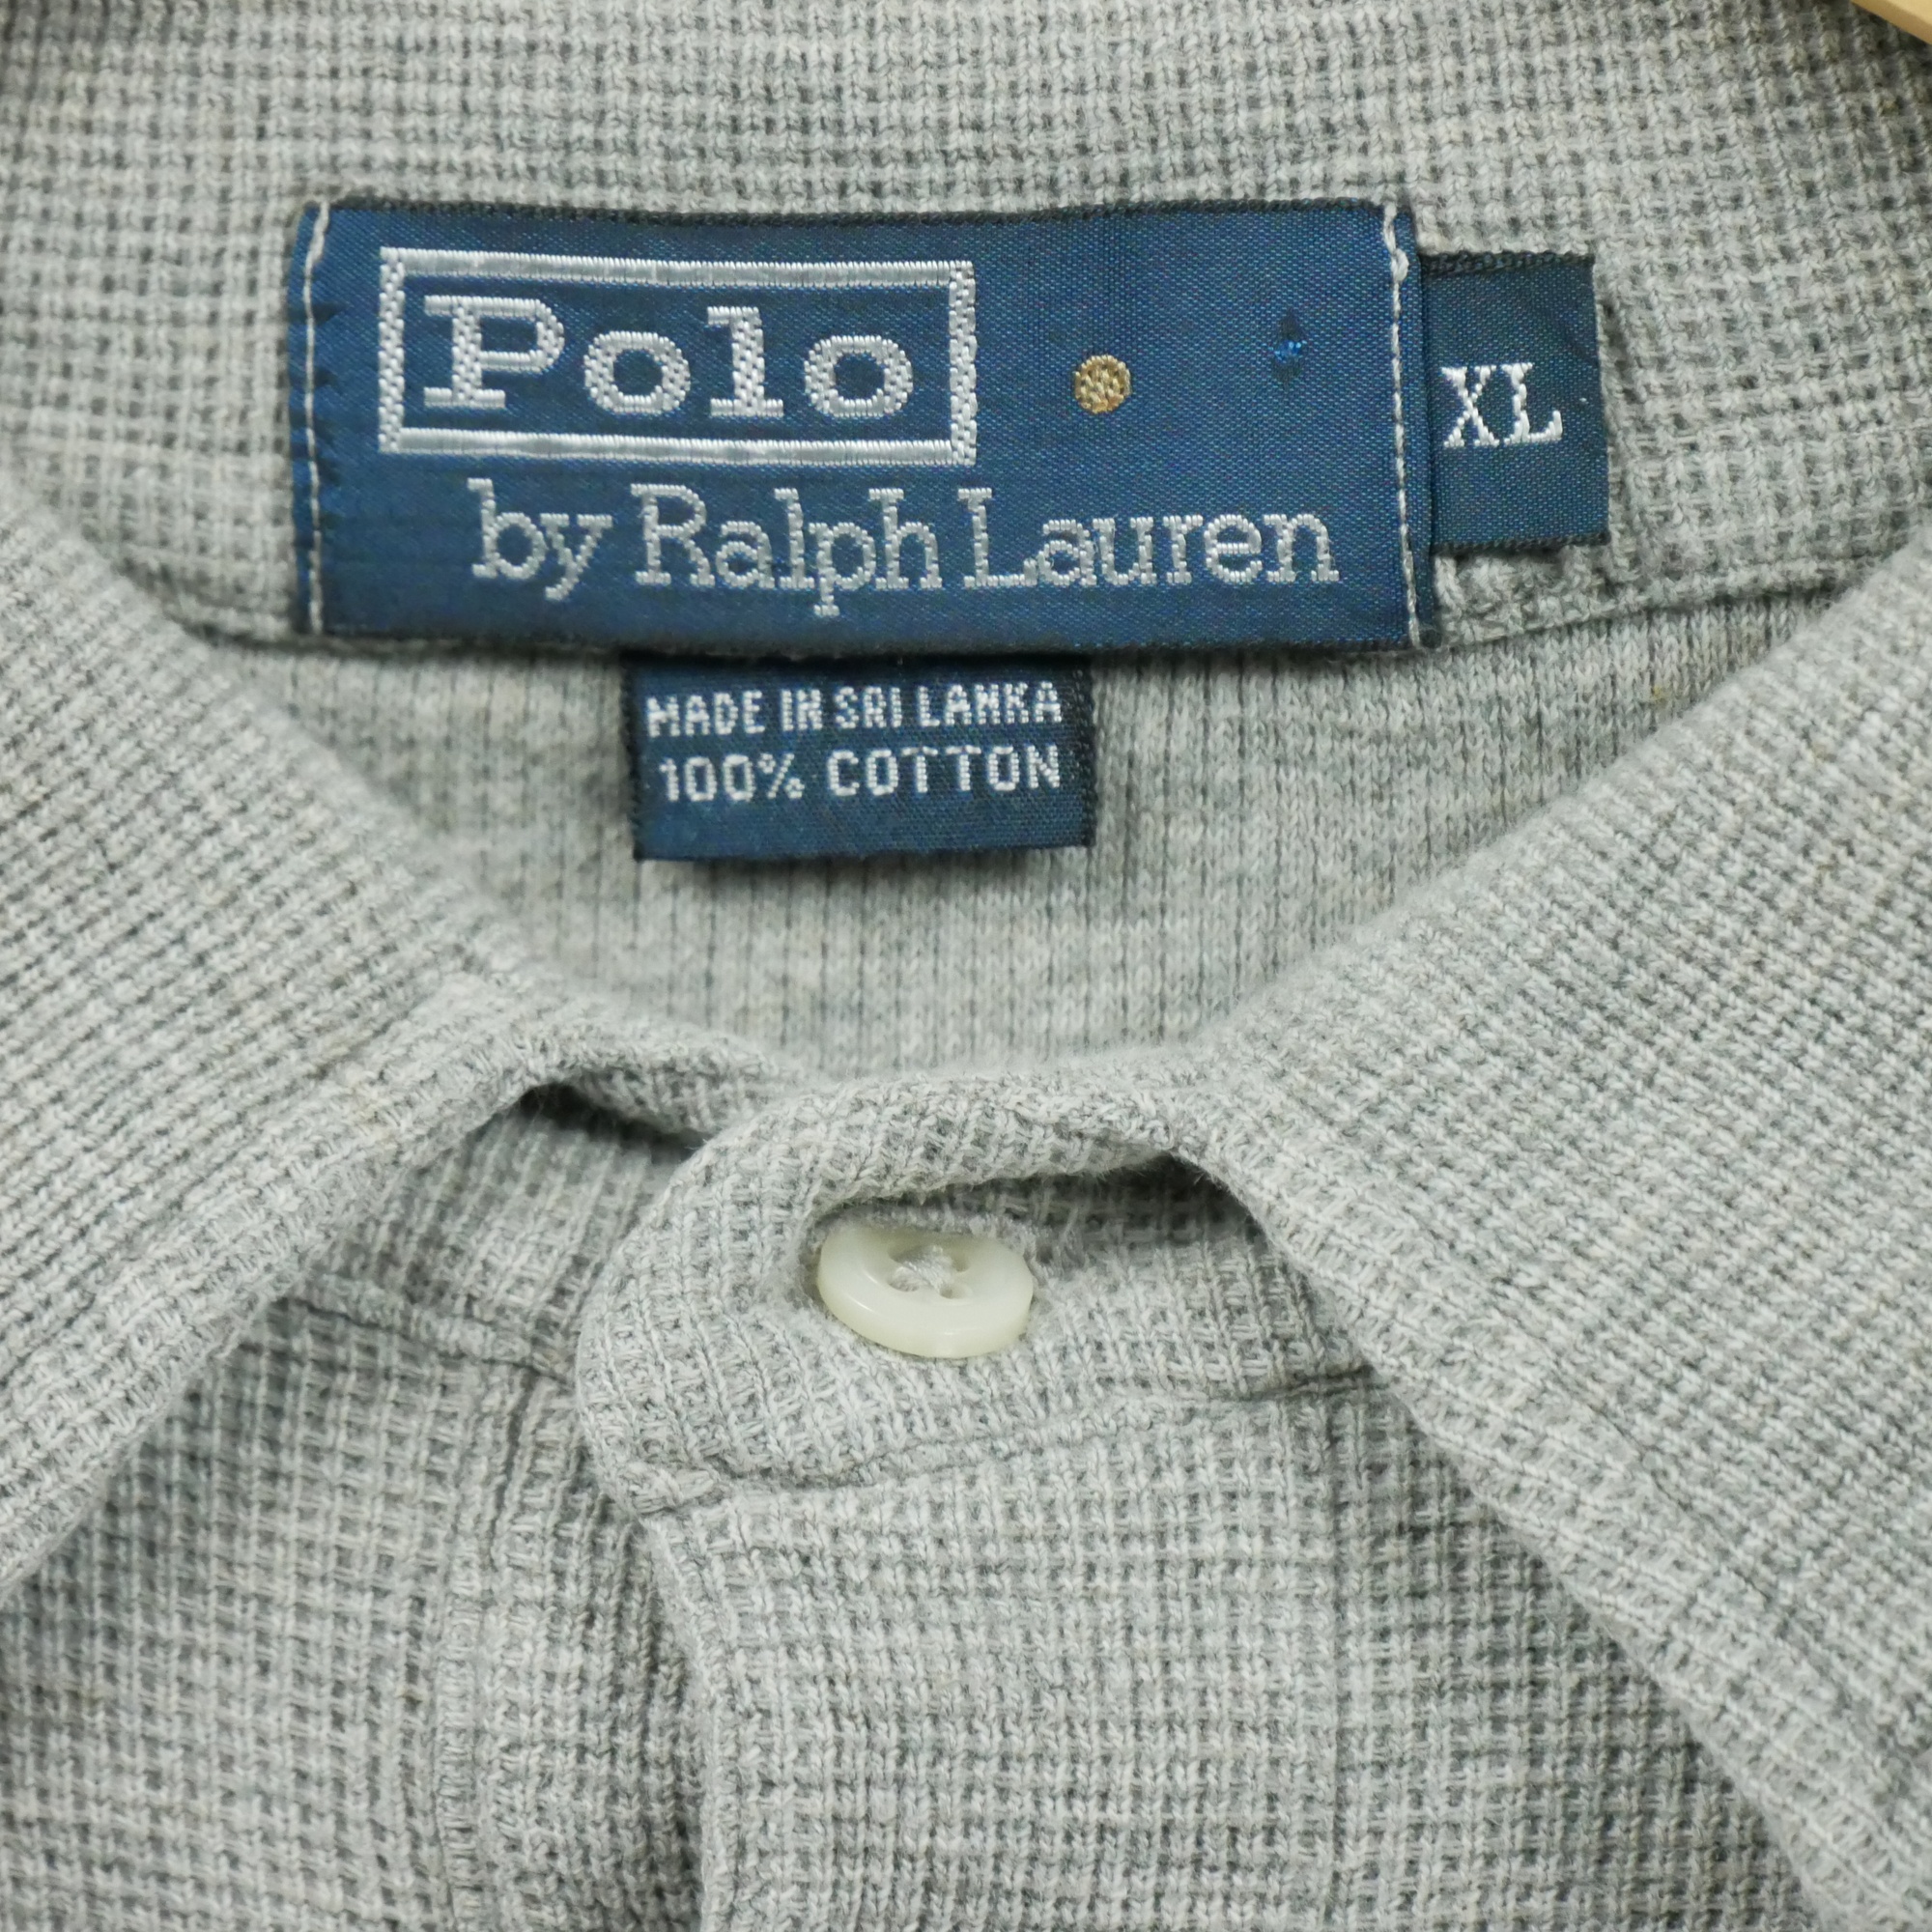 Polo
by Ralph Lauren
XL
MADE IN SRI LANKA
100% COTTON